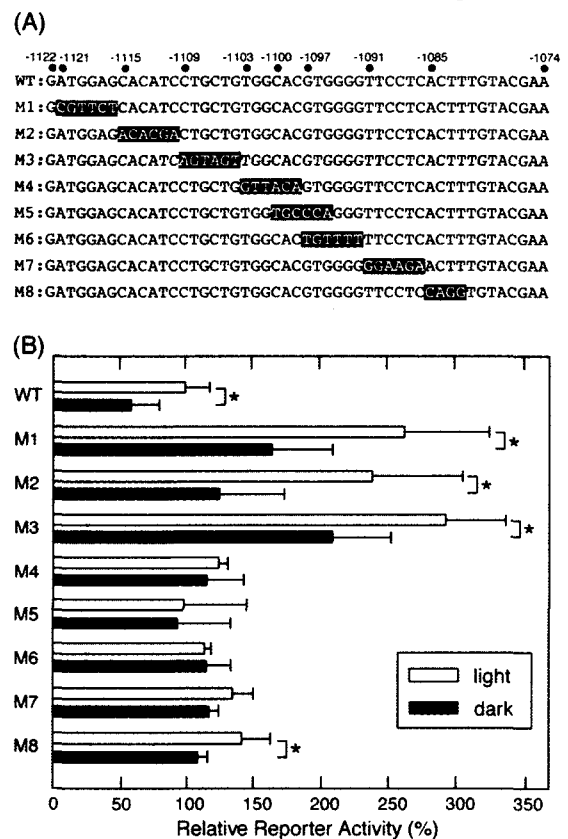 (A)
-1122 -1121 -1115 -1109 -1103 -1100 -1097 -1091 -1085 -1074
WT:GATGGAGCACATCCTGCTGTGGCACGTGGGGTTCCTCACTTTGTACGAA
M1:GCGTTCTCACATCCTGCTGTGGCACGTGGGGTTCCTCACTTTGTACGAA
M2:GATGGAGACACGACTGCTGTGGCACGTGGGGTTCCTCACTTTGTACGAA
M3:GATGGAGCACATCAGTAGTTGGCACGTGGGGTTCCTCACTTTGTACGAA
M4:GATGGAGCACATCCTGCTGGTTACAGTGGGGTTCCTCACTTTGTACGAA
M5:GATGGAGCACATCCTGCTGTGGTGCCCAGGGTTCCTCACTTTGTACGAA
M6:GATGGAGCACATCCTGCTGTGGCACTGTTTTTTCCTCACTTTGTACGAA
M7:GATGGAGCACATCCTGCTGTGGCACGTGGGGGGAAGAACTTTGTACGAA
M8:GATGGAGCACATCCTGCTGTGGCACGTGGGGTTCCTCCAGGTGTACGAA
(B)
WT
*
M1
*
M2
*
M3
*
M4
M5
M6
M7
M8
*
light
dark
0 50 100 150 200 250 300 350
Relative Reporter Activity (%)